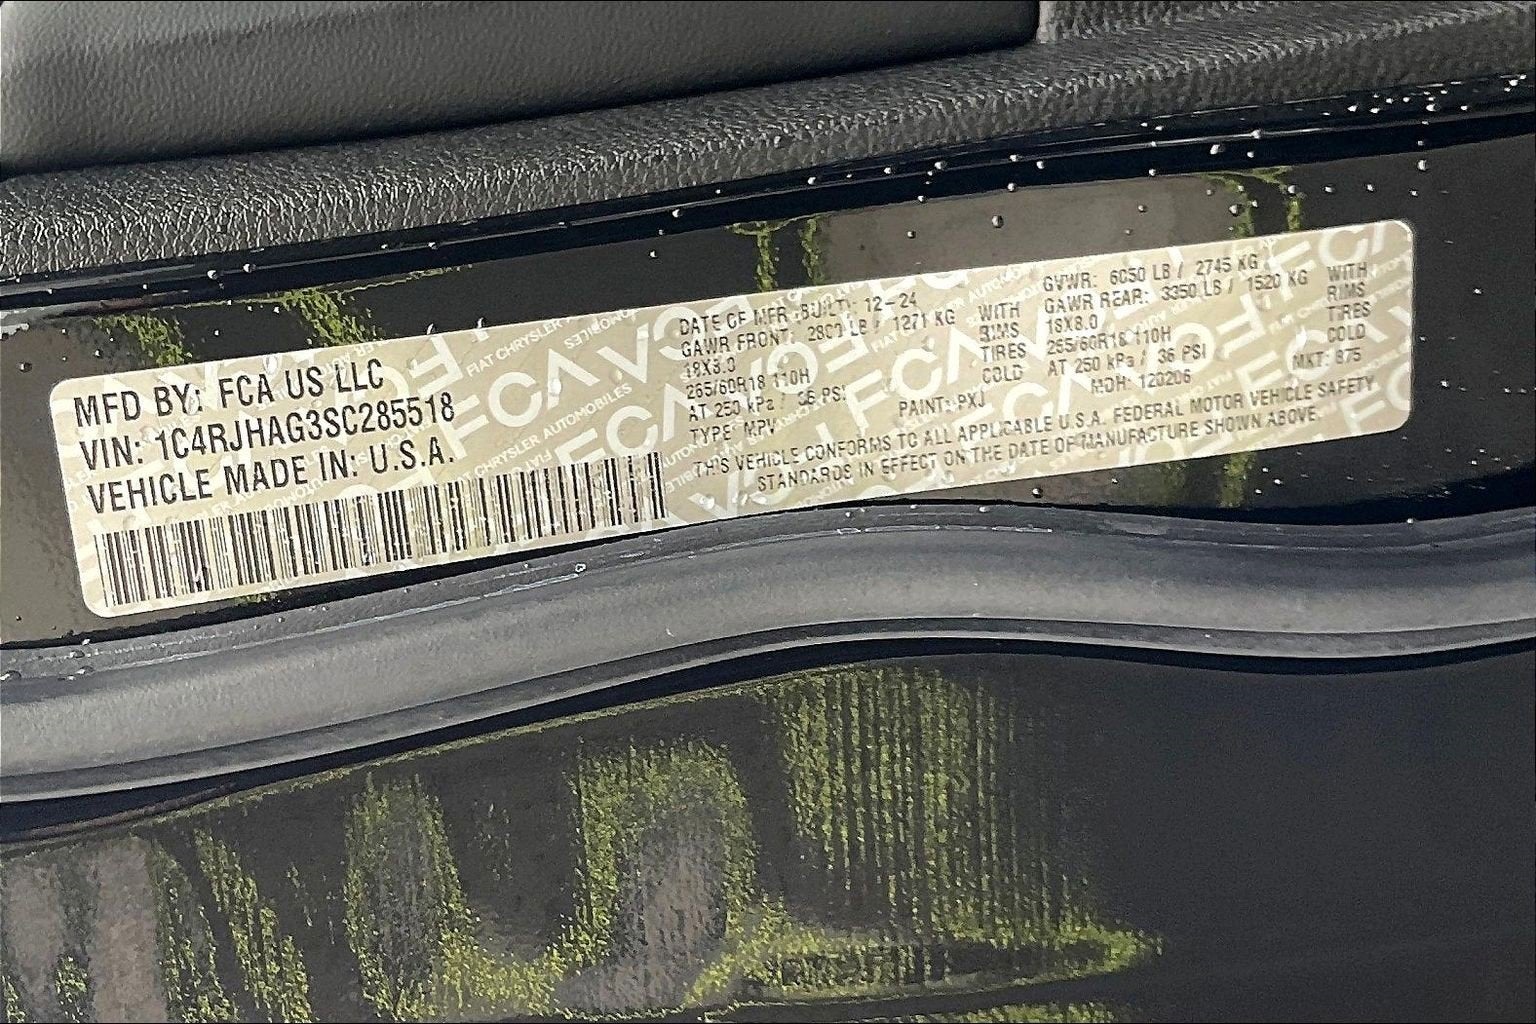 MFD BY: FCA US LLC
VIN: 1C4RJHAG3SC285518
VEHICLE MADE IN: U.S.A.
DATE OF MFR BUILT: 12-24
GAWR FRONT: 2800 LB / 1271 KG WITH
18X8.0 RIMS
265/60R18 110H TIRES
AT 250 kPa / 36 PSI COLD
TYPE: MPV PAINT: PXJ
GVWR: 6050 LB / 2745 KG
GAWR REAR: 3350 LB / 1520 KG WITH
18X8.0 RIMS
265/60R18 110H TIRES
AT 250 kPa / 36 PSI COLD
MDH: 120206 MKT: 875
THIS VEHICLE CONFORMS TO ALL APPLICABLE U.S.A. FEDERAL MOTOR VEHICLE SAFETY
STANDARDS IN EFFECT ON THE DATE OF MANUFACTURE SHOWN ABOVE.
FCA
FIAT CHRYSLER AUTOMOBILES